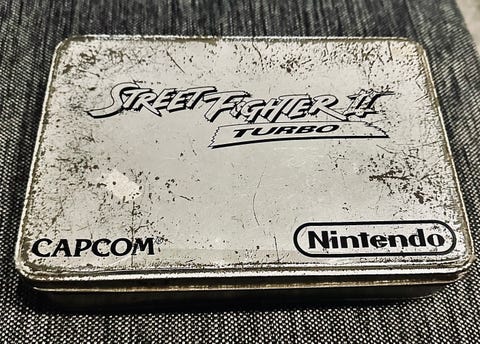 STREET FIGHTER II
TURBO
CAPCOM®
Nintendo